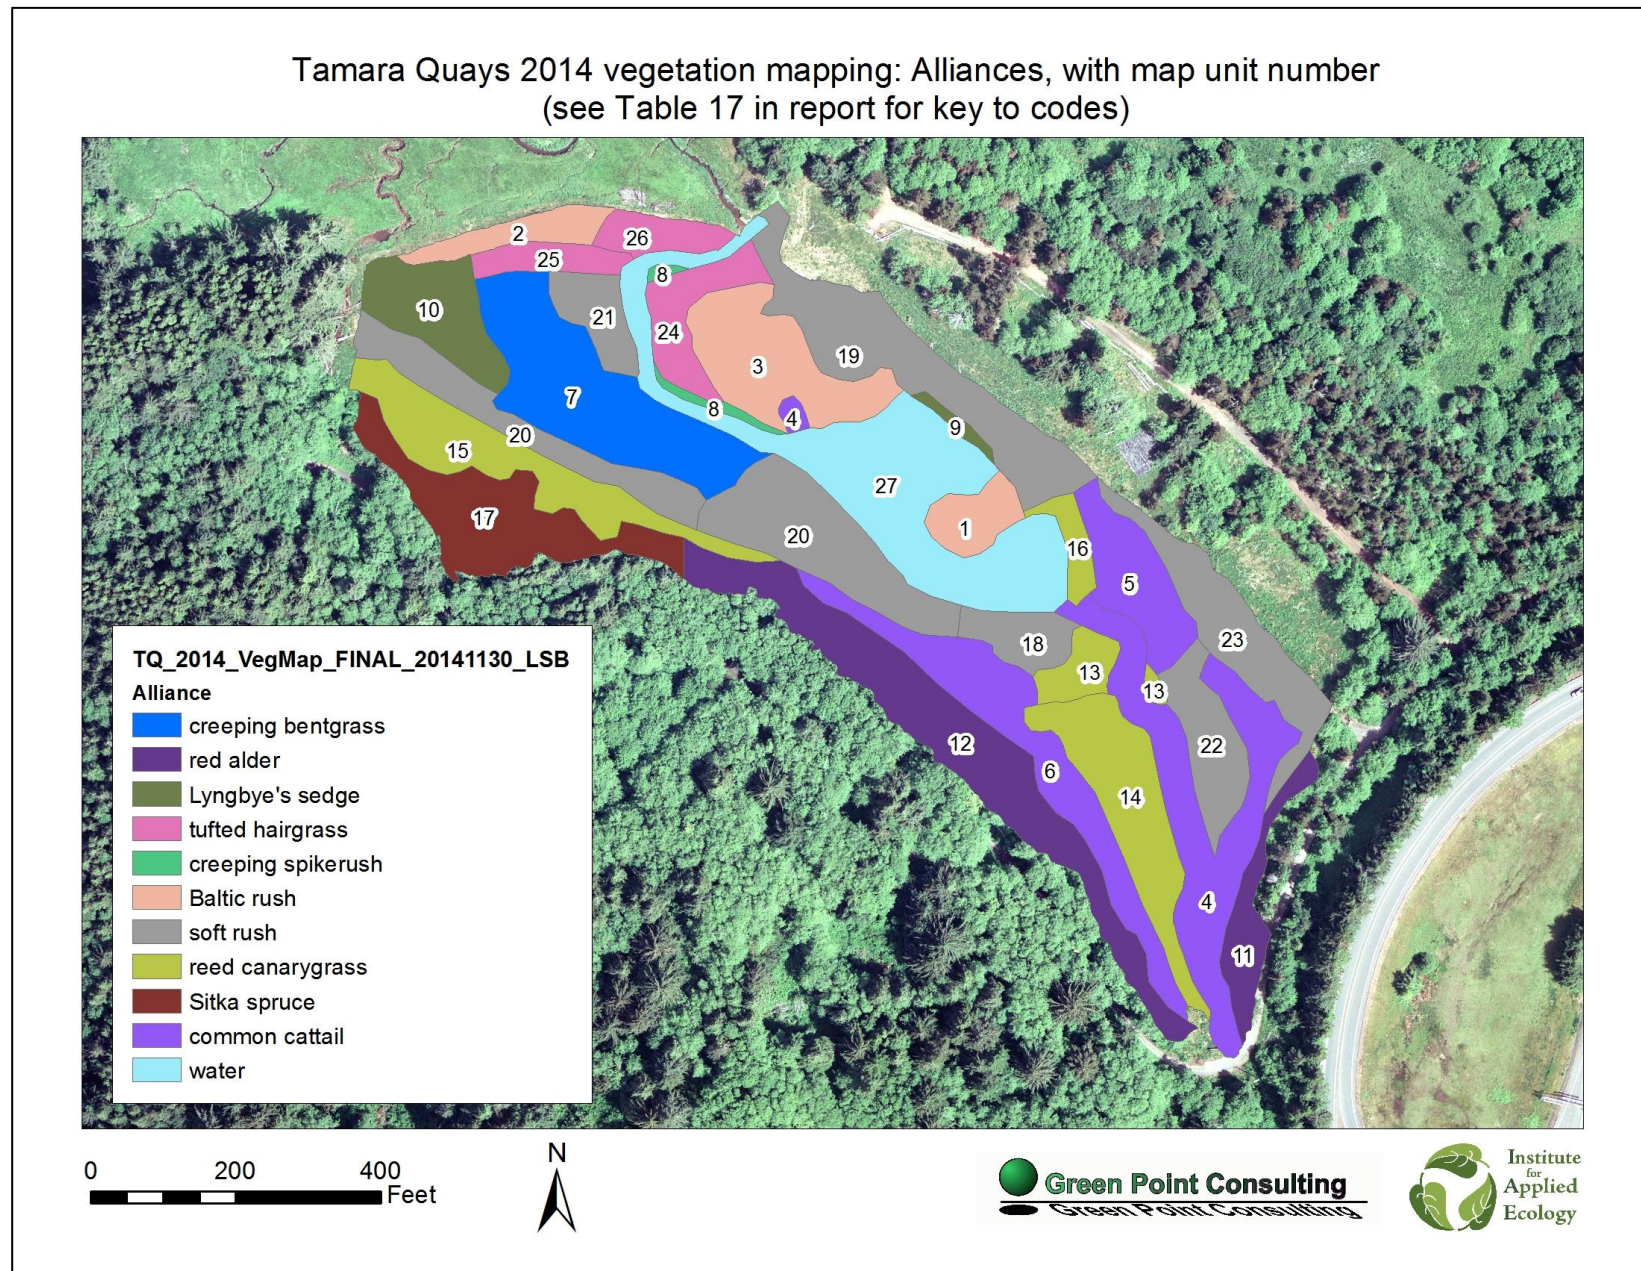 Tamara Quays 2014 vegetation mapping: Alliances, with map unit number
(see Table 17 in report for key to codes)
2
26
25
8
10
21
24
19
3
7
8
4
9
20
15
27
17
1
20
16
5
18
23
13
13
12
22
6
14
4
11
TQ_2014_VegMap_FINAL_20141130_LSB
Alliance
creeping bentgrass
red alder
Lyngbye's sedge
tufted hairgrass
creeping spikerush
Baltic rush
soft rush
reed canarygrass
Sitka spruce
common cattail
water
0 200 400
Feet
N
Green Point Consulting
Green Point Consulting
Institute
for
Applied
Ecology